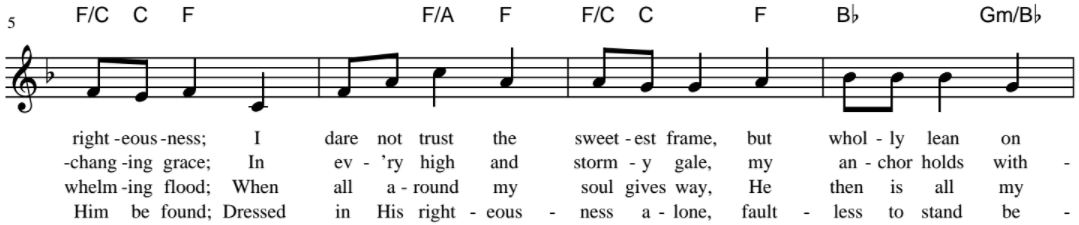 F/C C F F/A F F/C C F B♭ Gm/B♭
5
right -eous -ness; I dare not trust the sweet - est frame, but whol - ly lean on
-chang -ing grace; In ev - 'ry high and storm - y gale, my an - chor holds with -
whelm -ing flood; When all a - round my soul gives way, He then is all my
Him be found; Dressed in His right - eous - ness a - lone, fault - less to stand be -